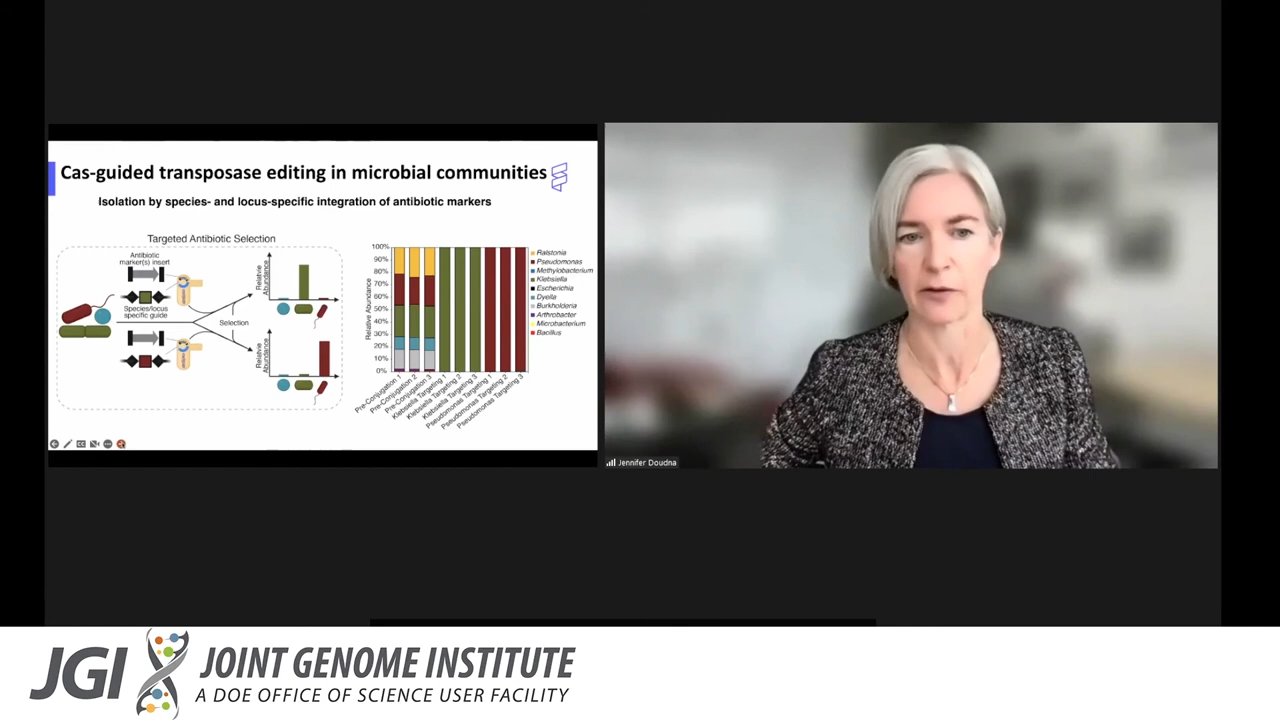 Cas-guided transposase editing in microbial communities
Isolation by species- and locus-specific integration of antibiotic markers
Targeted Antibiotic Selection
Antibiotic
marker(s) insert
Species/locus
specific guide
Selection
Relative
Abundance
Relative
Abundance
Relative Abundance
100%
90%
80%
70%
60%
50%
40%
30%
20%
10%
0%
Pre-Conjugation 1
Pre-Conjugation 2
Pre-Conjugation 3
Klebsiella Targeting 1
Klebsiella Targeting 2
Klebsiella Targeting 3
Pseudomonas Targeting 1
Pseudomonas Targeting 2
Pseudomonas Targeting 3
Ralstonia
Pseudomonas
Methylobacterium
Klebsiella
Escherichia
Dyella
Burkholderia
Arthrobacter
Microbacterium
Bacillus
Jennifer Doudna
JGI JOINT GENOME INSTITUTE
A DOE OFFICE OF SCIENCE USER FACILITY